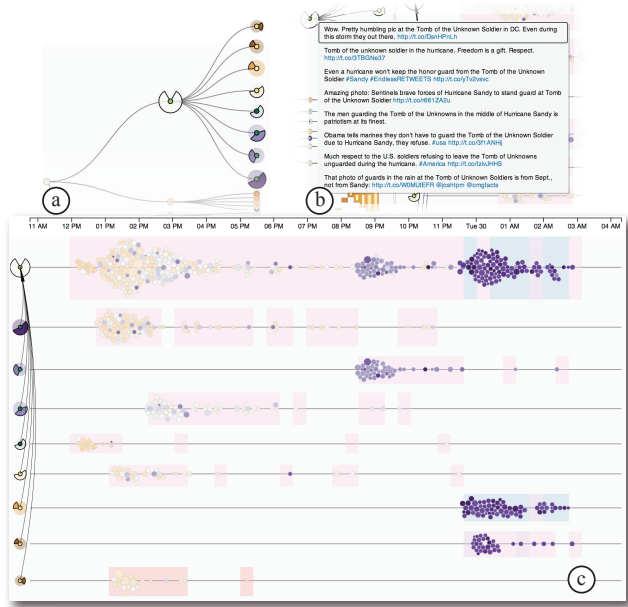 Wow. Pretty humbling pic at the Tomb of the Unknown Soldier in DC. Even during
this storm they out there. http://t.co/DsnHPnLh
Tomb of the unknown soldier in the hurricane. Freedom is a gift. Respect.
http://t.co/3TBGNe37
Even a hurricane won't keep the honor guard from the Tomb of the Unknown
Soldier #Sandy #EndlessRETWEETS http://t.co/yTv2vavc
Amazing photo: Sentinels brave forces of Hurricane Sandy to stand guard at Tomb
of the Unknown Soldier http://t.co/r661ZA2u
The men guarding the Tomb of the Unknowns in the middle of Hurricane Sandy is
patriotism at its finest.
Obama tells marines they don't have to guard the Tomb of the Unknown Soldier
due to Hurricane Sandy, they refuse. #usa http://t.co/3f1ANHlj
Much respect to the U.S. soldiers refusing to leave the Tomb of Unknowns
unguarded during the hurricane. #America http://t.co/tzivJHHS
That photo of guards in the rain at the Tomb of Unknown Soldiers is from Sept.,
not from Sandy: http://t.co/W0MUfEFR @joshtpm @omgfacts
a
b
11 AM 12 PM 01 PM 02 PM 03 PM 04 PM 05 PM 06 PM 07 PM 08 PM 09 PM 10 PM 11 PM Tue 30 01 AM 02 AM 03 AM 04 AM
c